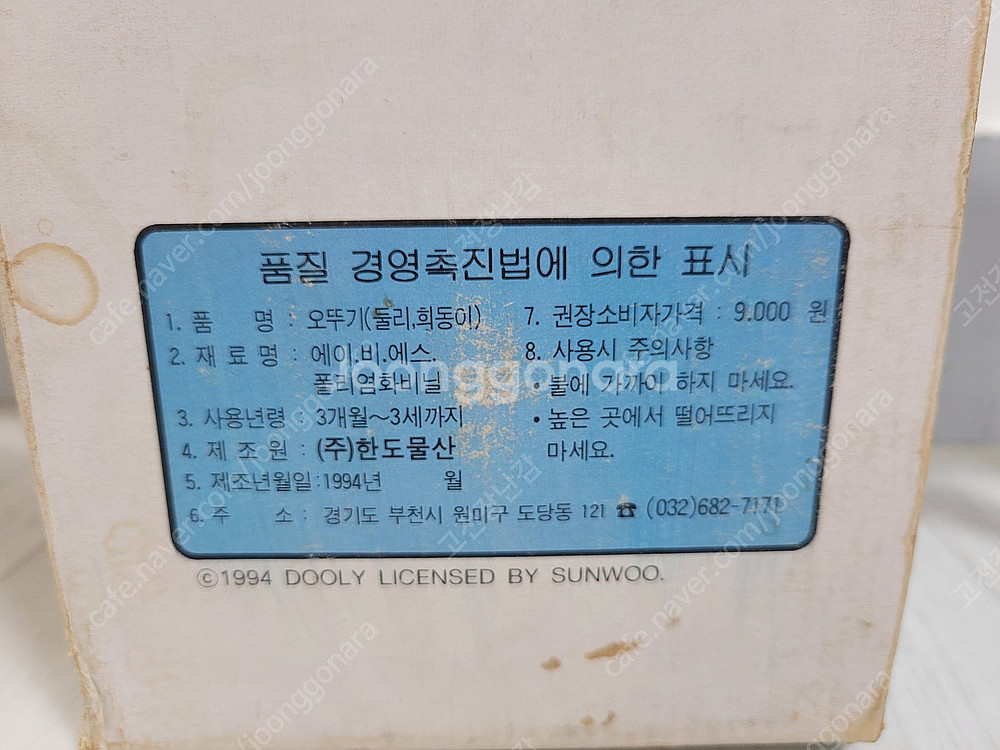 품질 경영촉진법에 의한 표시
1. 품 명 : 오뚜기(둘리,희동이)
2. 재료명 : 에이.비.에스.
폴리염화비닐
3. 사용년령 : 3개월~3세까지
4. 제조원 : (주)한도물산
5. 제조년월일:1994년 월
6. 주 소 : 경기도 부천시 원미구 도당동 121 ☎ (032)682-7171
7. 권장소비자가격 : 9.000 원
8. 사용시 주의사항
• 불에 가까이 하지 마세요.
• 높은 곳에서 떨어뜨리지
마세요.
©1994 DOOLY LICENSED BY SUNWOO.
joonggonara
cafe.naver.com/joonggonara
고전장난감